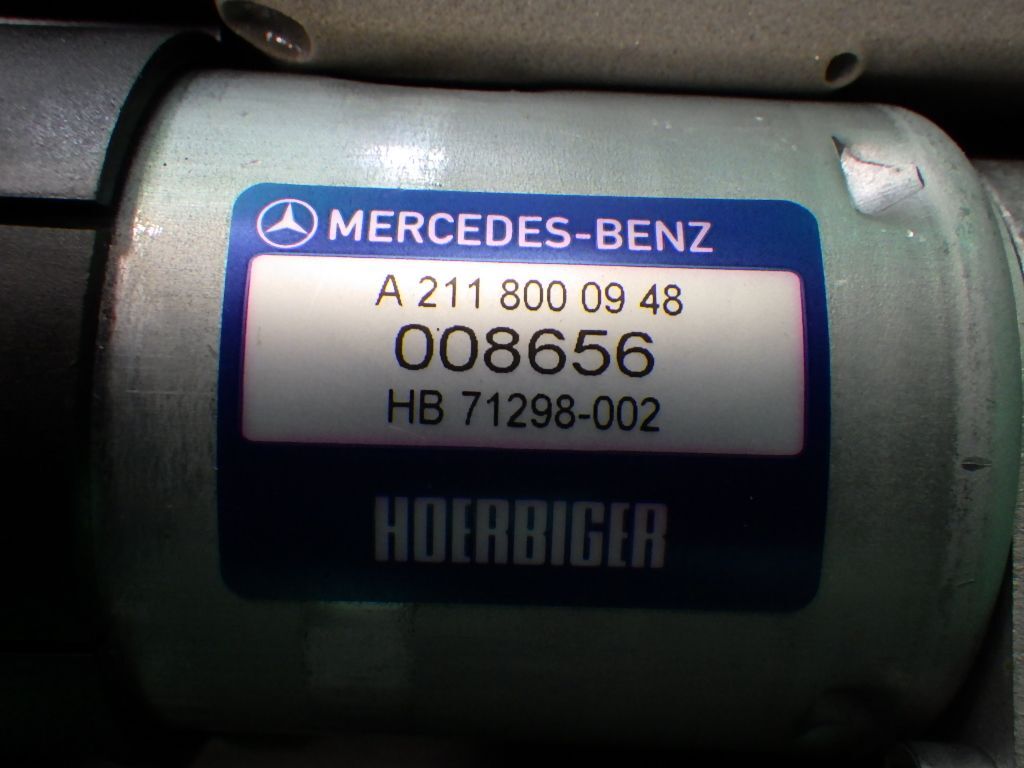 MERCEDES-BENZ
A 211 800 09 48
008656
HB 71298-002
HOERBIGER